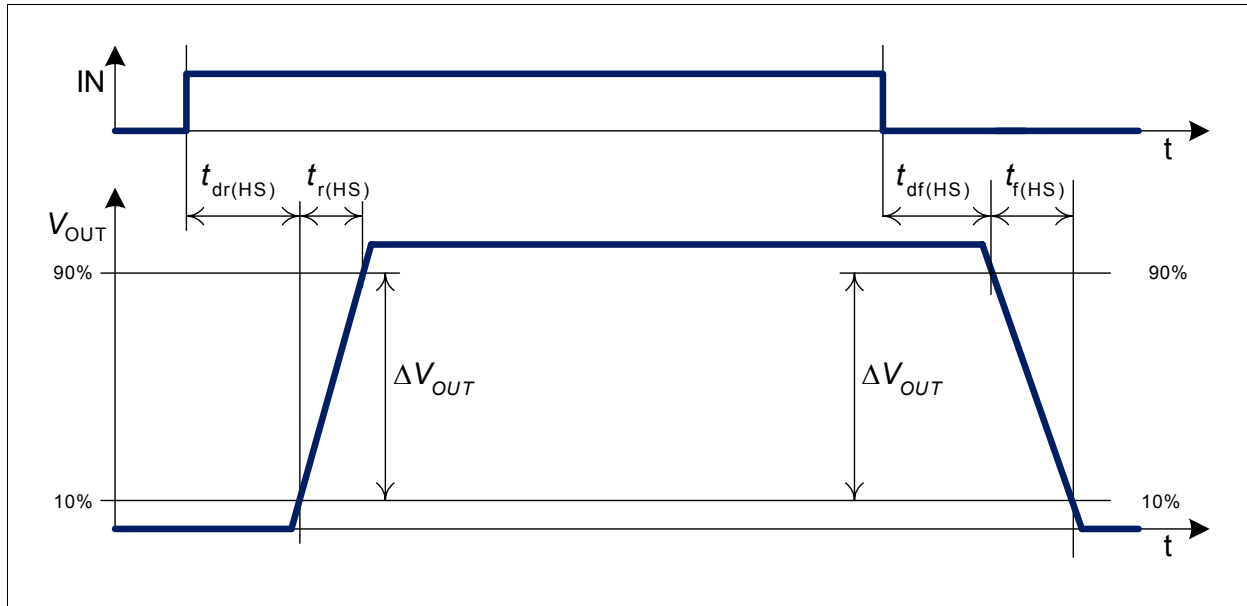 IN
t
tdr(HS) tr(HS) tdf(HS) tf(HS)
VOUT
90% 90%
ΔVOUT ΔVOUT
10% 10%
t